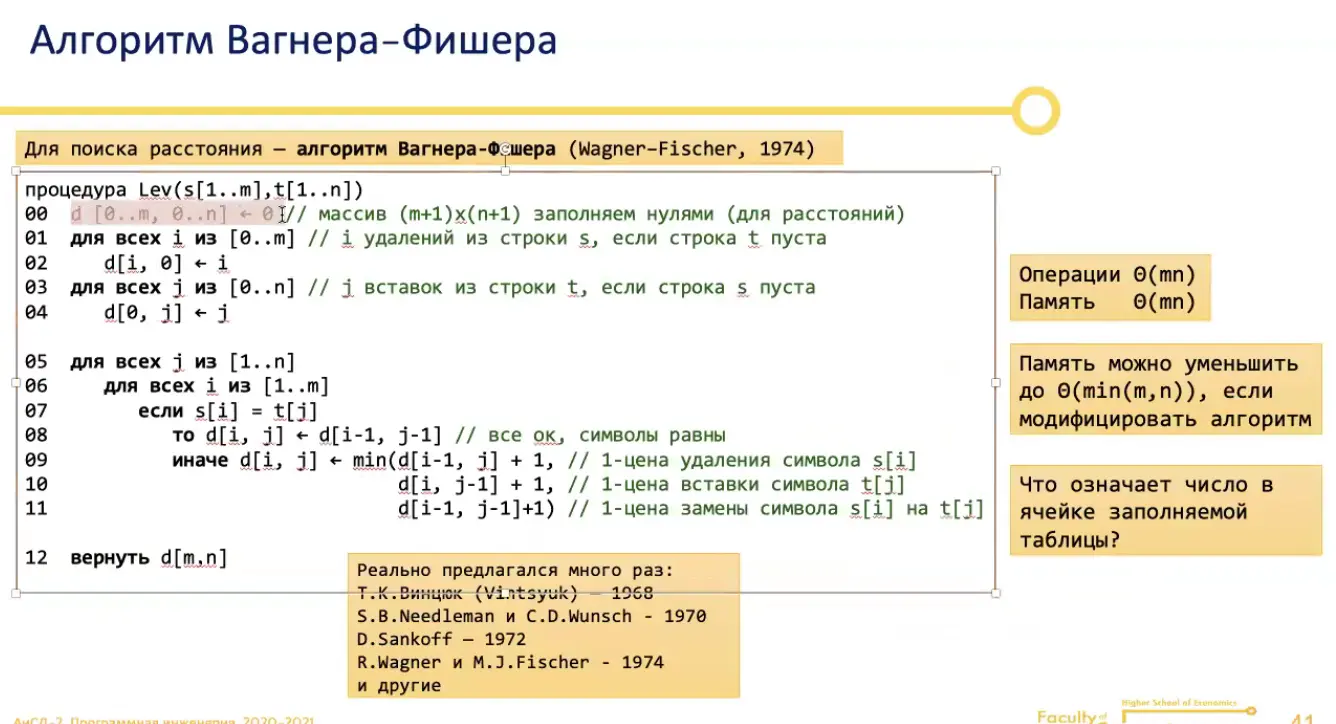 Алгоритм Вагнера–Фишера
Для поиска расстояния — алгоритм Вагнера-Фишера (Wagner–Fischer, 1974)
процедура Lev(s[1..m],t[1..n])
00 d [0..m, 0..n] ← 0 // массив (m+1)x(n+1) заполняем нулями (для расстояний)
01 для всех i из [0..m] // i удалений из строки s, если строка t пуста
02 d[i, 0] ← i
03 для всех j из [0..n] // j вставок из строки t, если строка s пуста
04 d[0, j] ← j
05 для всех j из [1..n]
06 для всех i из [1..m]
07 если s[i] = t[j]
08 то d[i, j] ← d[i-1, j-1] // все ок, символы равны
09 иначе d[i, j] ← min(d[i-1, j] + 1, // 1-цена удаления символа s[i]
10 d[i, j-1] + 1, // 1-цена вставки символа t[j]
11 d[i-1, j-1]+1) // 1-цена замены символа s[i] на t[j]
12 вернуть d[m,n]
Операции Θ(mn)
Память Θ(mn)
Память можно уменьшить
до Θ(min(m,n)), если
модифицировать алгоритм
Что означает число в
ячейке заполняемой
таблицы?
Реально предлагался много раз:
Т.К.Винцюк (Vintsyuk) — 1968
S.B.Needleman и C.D.Wunsch - 1970
D.Sankoff — 1972
R.Wagner и M.J.Fischer - 1974
и другие
АиСД-2, Программная инженерия, 2020-2021
Higher School of Economics
Faculty of
41